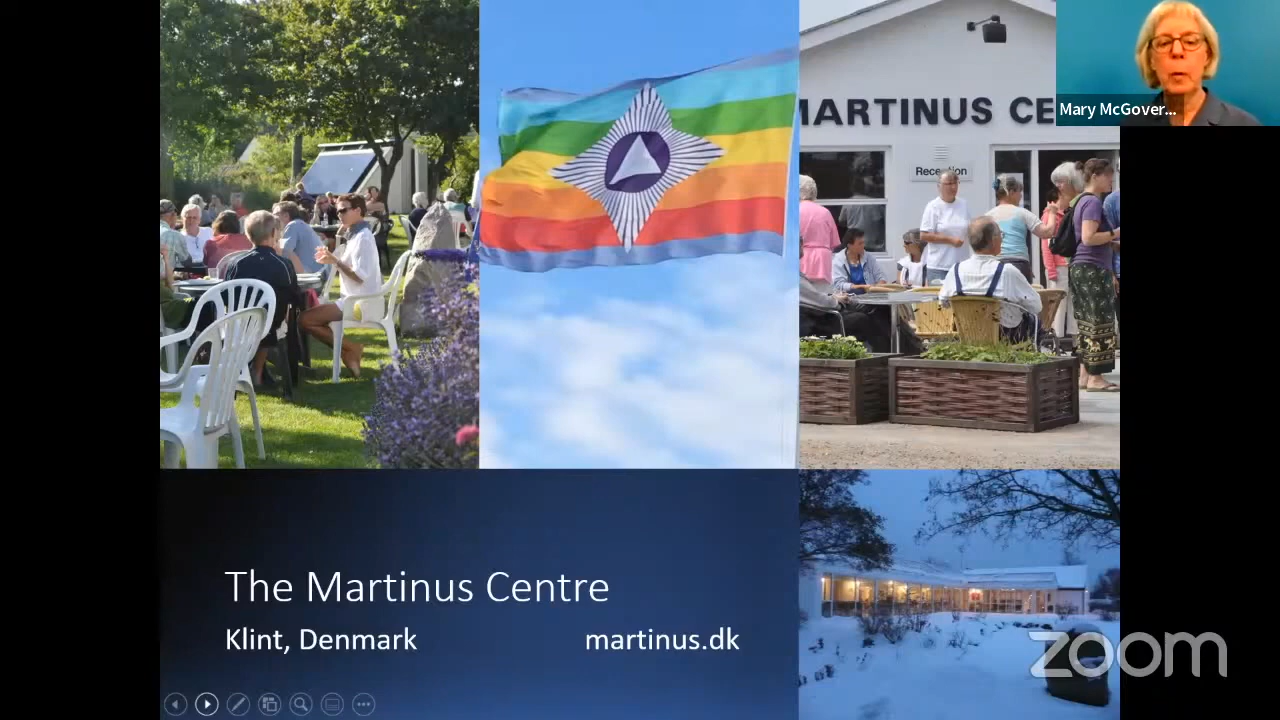 MARTINUS CE
Reception
Mary McGover...
The Martinus Centre
Klint, Denmark
martinus.dk
zoom